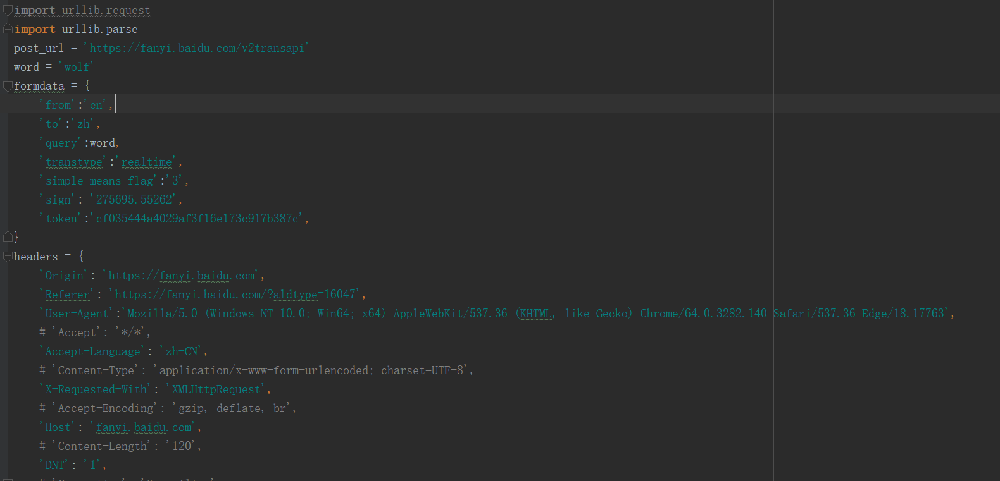 import urllib.request
import urllib.parse
post_url = 'https://fanyi.baidu.com/v2transapi'
word = 'wolf'
formdata = {
    'from':'en',
    'to':'zh',
    'query':word,
    'transtype':'realtime',
    'simple_means_flag':'3',
    'sign': '275695.55262',
    'token':'cf035444a4029af3f16e173c917b387c',
}
headers = {
    'Origin': 'https://fanyi.baidu.com',
    'Referer': 'https://fanyi.baidu.com/?aldtype=16047',
    'User-Agent':'Mozilla/5.0 (Windows NT 10.0; Win64; x64) AppleWebKit/537.36 (KHTML, like Gecko) Chrome/64.0.3282.140 Safari/537.36 Edge/18.17763',
    # 'Accept': '*/*',
    'Accept-Language': 'zh-CN',
    # 'Content-Type': 'application/x-www-form-urlencoded; charset=UTF-8',
    'X-Requested-With': 'XMLHttpRequest',
    # 'Accept-Encoding': 'gzip, deflate, br',
    'Host': 'fanyi.baidu.com',
    # 'Content-Length': '120',
    'DNT': '1',